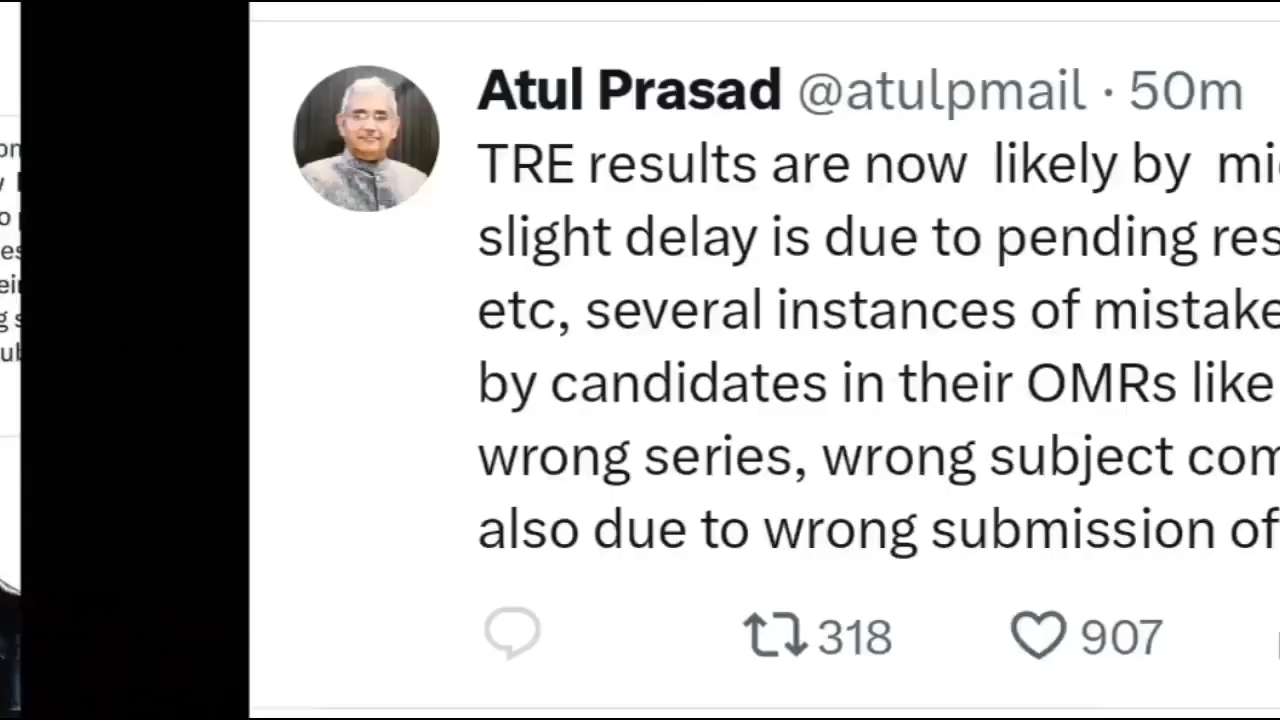 Atul Prasad @atulpmail · 50m
TRE results are now likely by
slight delay is due to pending
etc, several instances of
by candidates in their OMRs like
wrong series, wrong subject
also due to wrong submission of
318 907